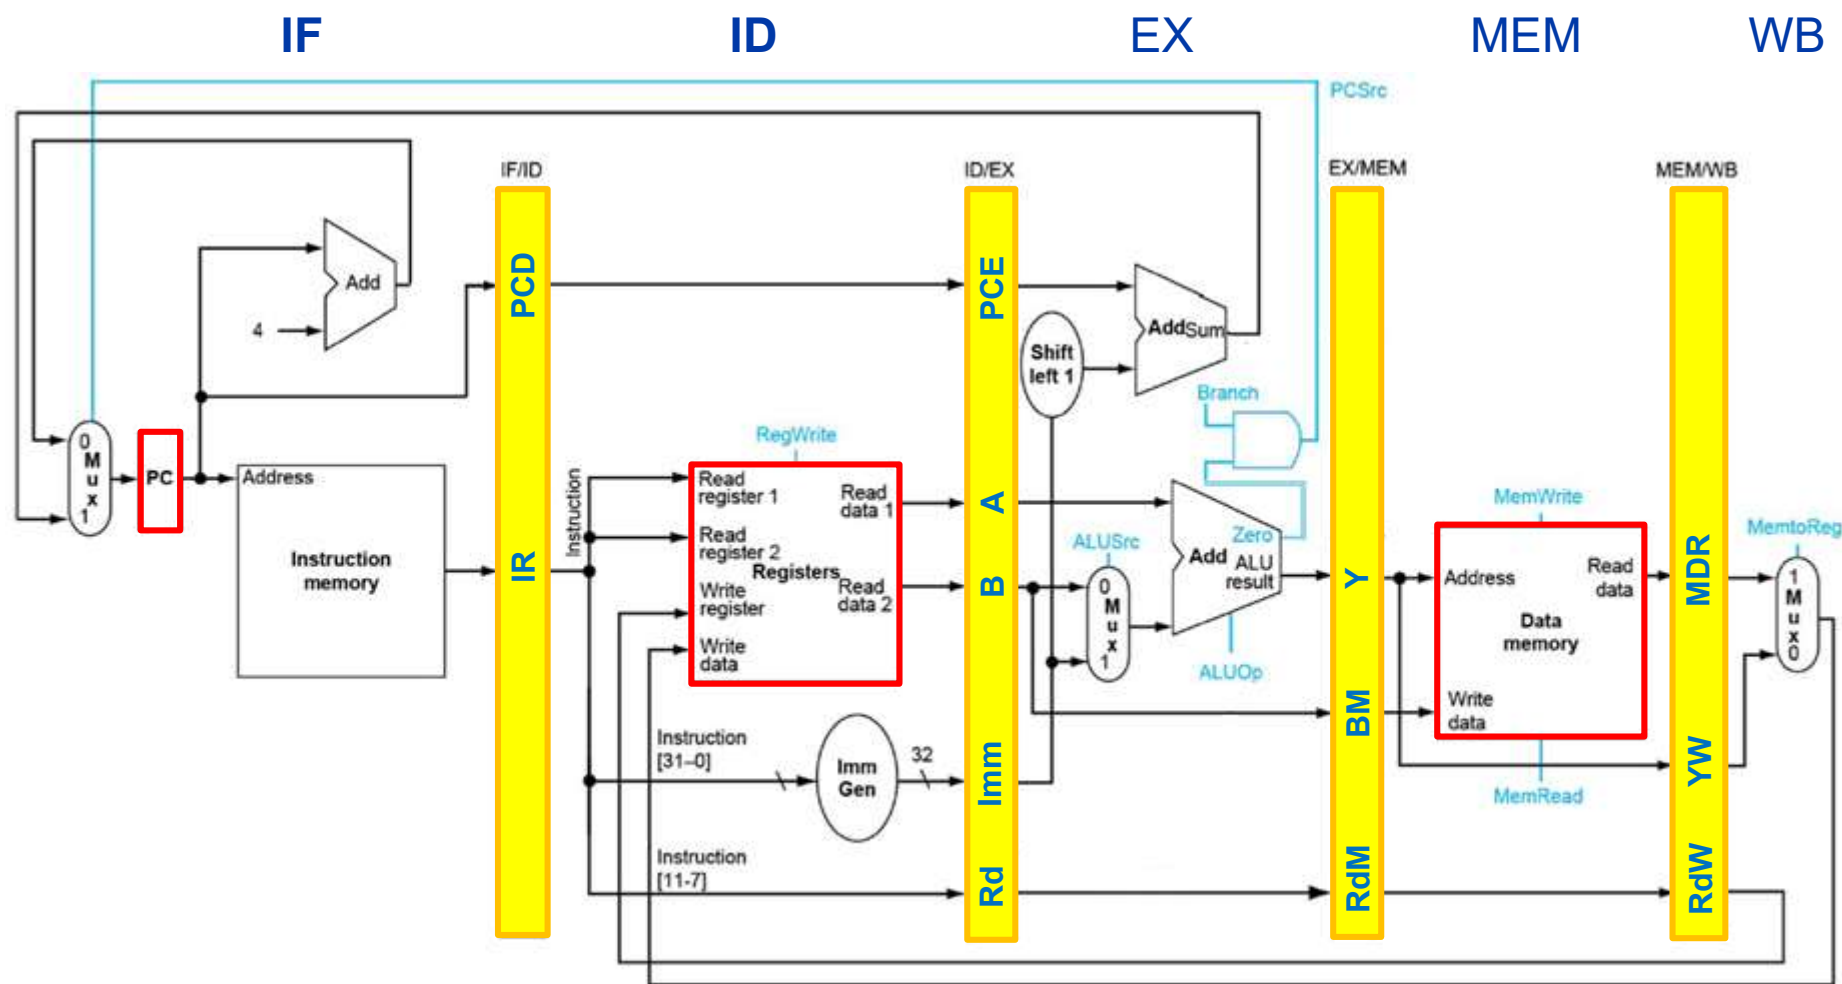 IF ID EX MEM WB
PCSrc
IF/ID ID/EX EX/MEM MEM/WB
Add
4
PCD
PCE
AddSum
Shift
left 1
Branch
0
M
u
x
1
PC
Address
Instruction
memory
IR
Instruction
RegWrite
Read
register 1
Read
data 1
Read
register 2
Registers
Write
register
Read
data 2
Write
data
A
B
ALUSrc
0
M
u
x
1
Zero
Add ALU
result
ALUOp
Y
MemWrite
Address
Read
data
Data
memory
Write
data
MemRead
MDR
MemtoReg
1
M
u
x
0
Instruction
[31–0]
Imm
Gen
32
Imm
BM
YW
Instruction
[11-7]
Rd
RdM
RdW